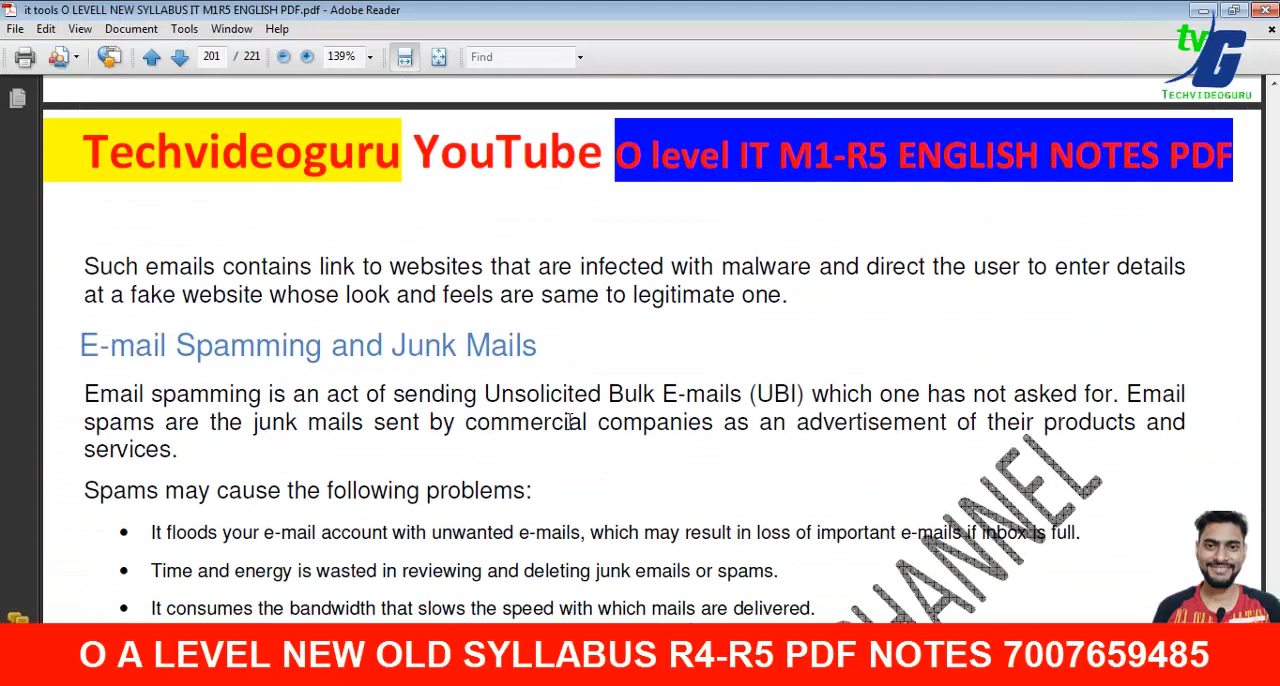 it tools O LEVELL NEW SYLLABUS IT M1R5 ENGLISH PDF.pdf - Adobe Reader
File Edit View Document Tools Window Help
201 / 221 139% Find
tv G
TECHVIDEOGURU
Techvideoguru YouTube O level IT M1-R5 ENGLISH NOTES PDF
Such emails contains link to websites that are infected with malware and direct the user to enter details
at a fake website whose look and feels are same to legitimate one.
E-mail Spamming and Junk Mails
Email spamming is an act of sending Unsolicited Bulk E-mails (UBI) which one has not asked for. Email
spams are the junk mails sent by commercial companies as an advertisement of their products and
services.
Spams may cause the following problems:
• It floods your e-mail account with unwanted e-mails, which may result in loss of important e-mails if inbox is full.
• Time and energy is wasted in reviewing and deleting junk emails or spams.
• It consumes the bandwidth that slows the speed with which mails are delivered.
HANNEL
O A LEVEL NEW OLD SYLLABUS R4-R5 PDF NOTES 7007659485